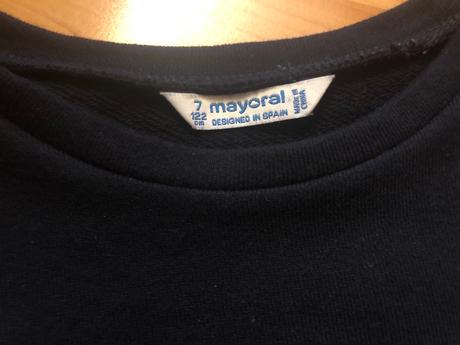 7
122
cm
mayoral
DESIGNED IN SPAIN
MADE IN
CHINA